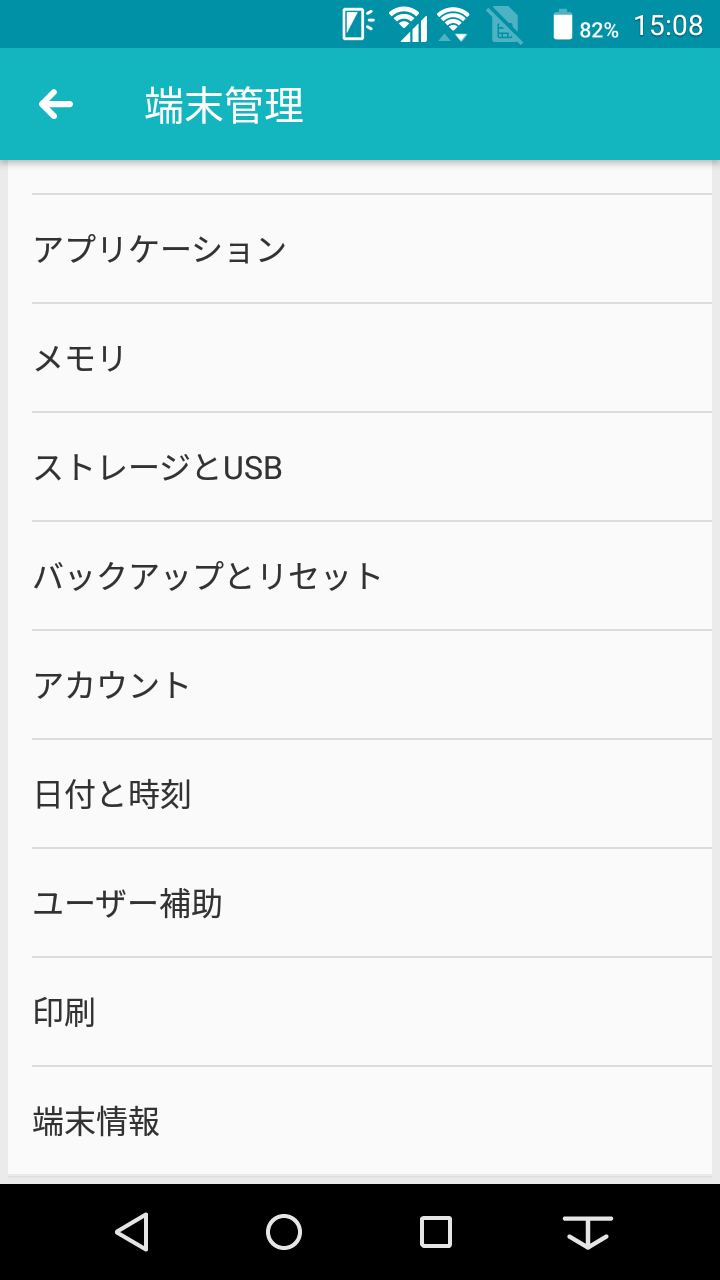 82% 15:08
端末管理
アプリケーション
メモリ
ストレージとUSB
バックアップとリセット
アカウント
日付と時刻
ユーザー補助
印刷
端末情報